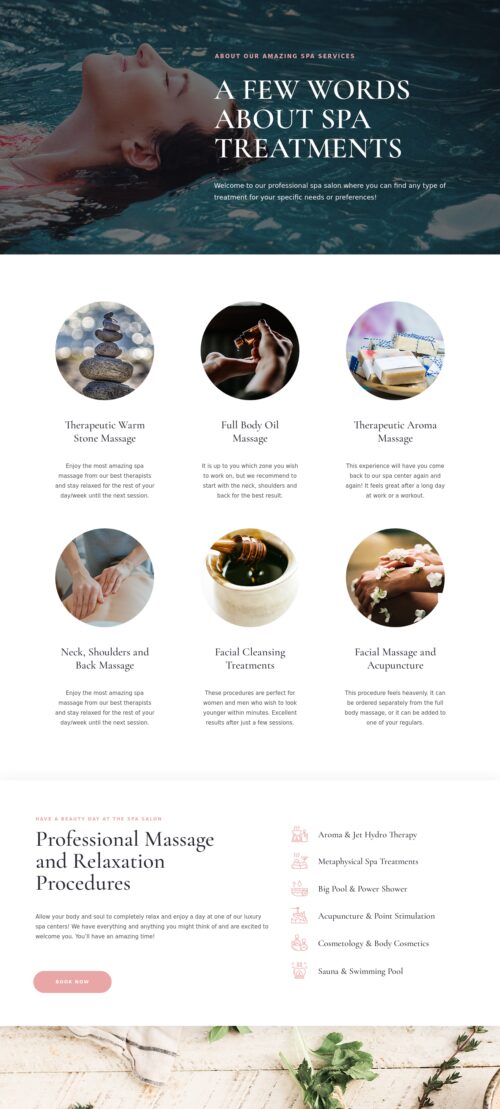 ABOUT OUR AMAZING SPA SERVICES
A FEW WORDS
ABOUT SPA
TREATMENTS
Welcome to our professional spa salon where you can find any type of
treatment for your specific needs or preferences!
Therapeutic Warm
Stone Massage
Enjoy the most amazing spa
massage from our best therapists
and stay relaxed for the rest of your
day/week until the next session.
Full Body Oil
Massage
It is up to you which zone you wish
to work on, but we recommend to
start with the neck, shoulders and
back for the best result.
Therapeutic Aroma
Massage
This experience will have you come
back to our spa center again and
again! It feels great after a long day
at work or a workout.
Neck, Shoulders and
Back Massage
Enjoy the most amazing spa
massage from our best therapists
and stay relaxed for the rest of your
day/week until the next session.
Facial Cleansing
Treatments
These procedures are perfect for
women and men who wish to look
younger within minutes. Excellent
results after just a few sessions.
Facial Massage and
Acupuncture
This procedure feels heavenly. It can
be ordered separately from the full
body massage, or it can be added to
one of your regulars.
HAVE A BEAUTY DAY AT THE SPA SALON
Professional Massage
and Relaxation
Procedures
Allow your body and soul to completely relax and enjoy a day at one of our luxury
spa centers! We have everything and anything you might think of and are excited to
welcome you. You'll have an amazing time!
BOOK NOW
Aroma & Jet Hydro Therapy
Metaphysical Spa Treatments
Big Pool & Power Shower
Acupuncture & Point Stimulation
Cosmetology & Body Cosmetics
Sauna & Swimming Pool